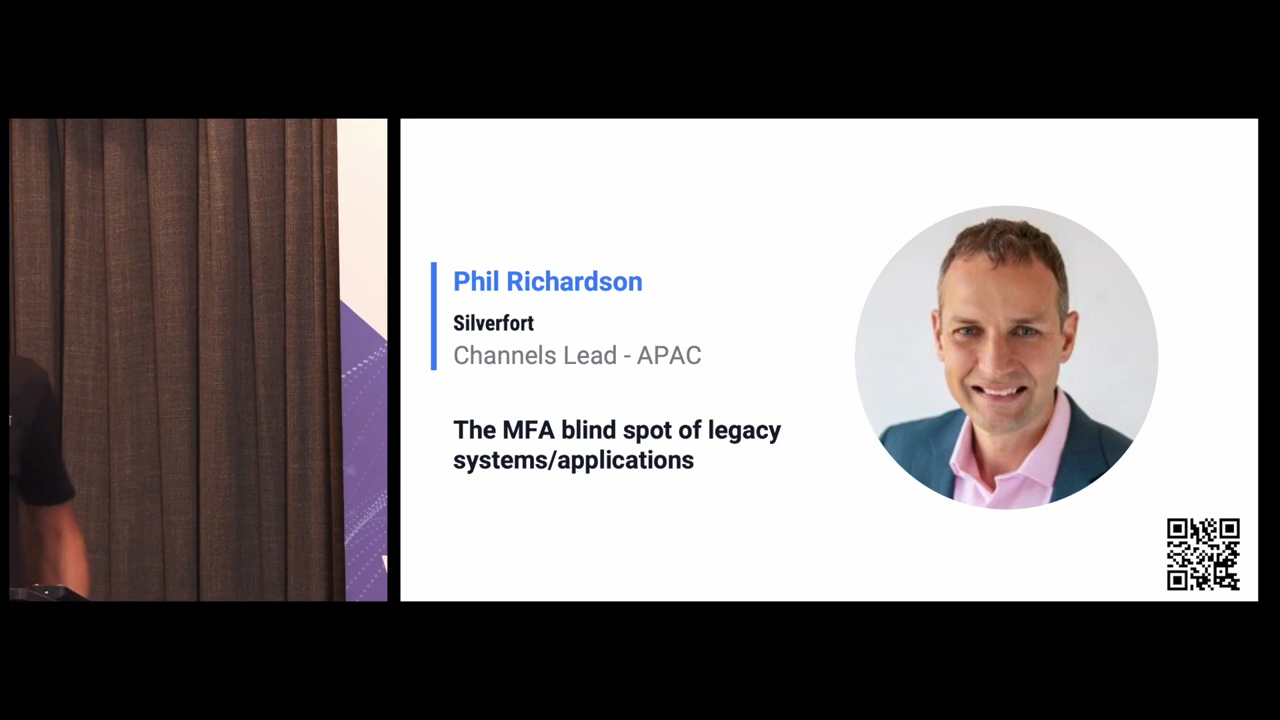 Phil Richardson
Silverfort
Channels Lead - APAC
The MFA blind spot of legacy
systems/applications